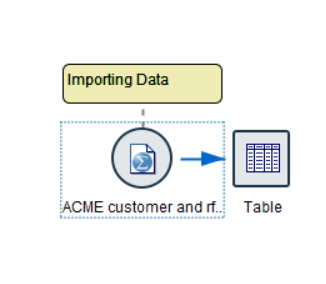 Importing Data
ACME customer and rf..
Table